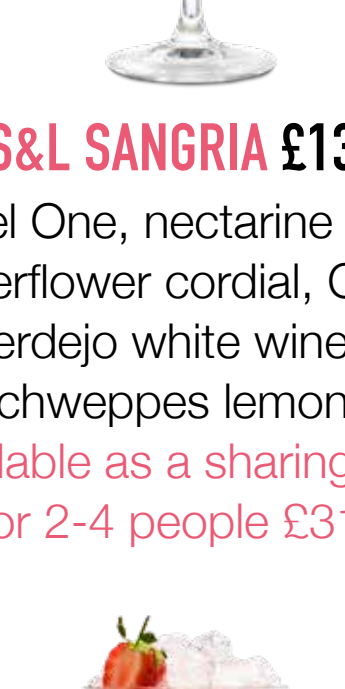 S&L SANGRIA £13
el One, nectarine
erflower cordial, C
erdejo white wine
chweppes lemon
lable as a sharing
or 2-4 people £31